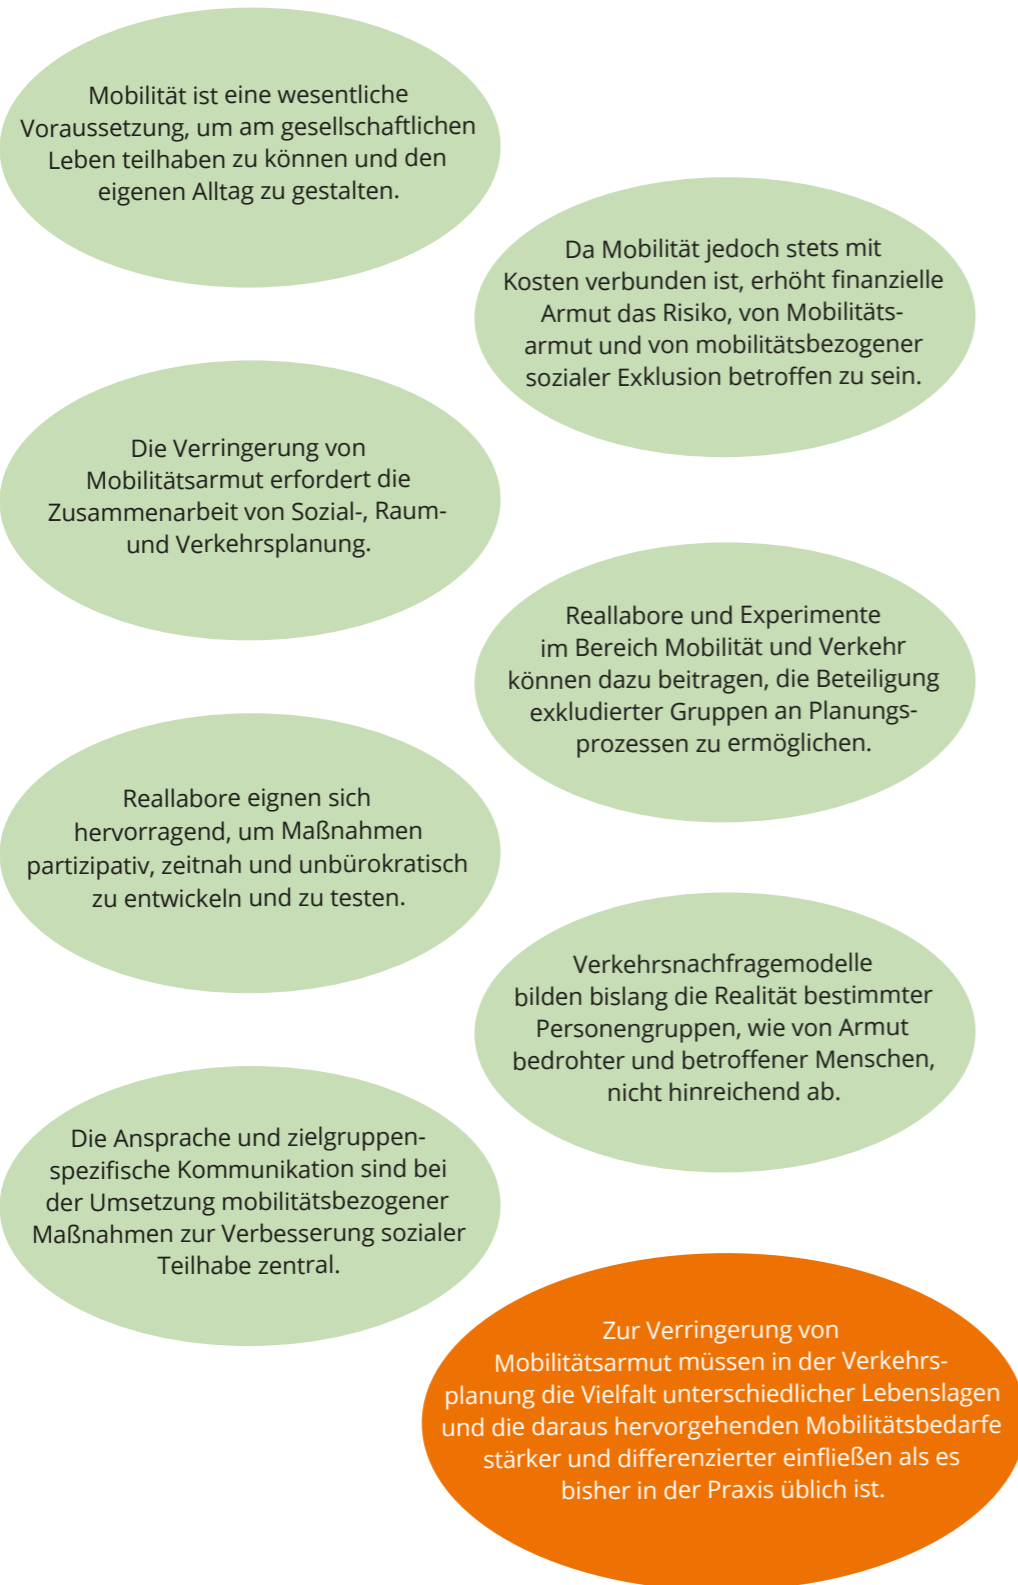 Mobilität ist eine wesentliche
Voraussetzung, um am gesellschaftlichen
Leben teilhaben zu können und den
eigenen Alltag zu gestalten.
Da Mobilität jedoch stets mit
Kosten verbunden ist, erhöht finanzielle
Armut das Risiko, von Mobilitäts-
armut und von mobilitätsbezogener
sozialer Exklusion betroffen zu sein.
Die Verringerung von
Mobilitätsarmut erfordert die
Zusammenarbeit von Sozial-, Raum-
und Verkehrsplanung.
Reallabore und Experimente
im Bereich Mobilität und Verkehr
können dazu beitragen, die Beteiligung
exkludierter Gruppen an Planungs-
prozessen zu ermöglichen.
Reallabore eignen sich
hervorragend, um Maßnahmen
partizipativ, zeitnah und unbürokratisch
zu entwickeln und zu testen.
Verkehrsnachfragemodelle
bilden bislang die Realität bestimmter
Personengruppen, wie von Armut
bedrohter und betroffener Menschen,
nicht hinreichend ab.
Die Ansprache und zielgruppen-
spezifische Kommunikation sind bei
der Umsetzung mobilitätsbezogener
Maßnahmen zur Verbesserung sozialer
Teilhabe zentral.
Zur Verringerung von
Mobilitätsarmut müssen in der Verkehrs-
planung die Vielfalt unterschiedlicher Lebenslagen
und die daraus hervorgehenden Mobilitätsbedarfe
stärker und differenzierter einfließen als es
bisher in der Praxis üblich ist.